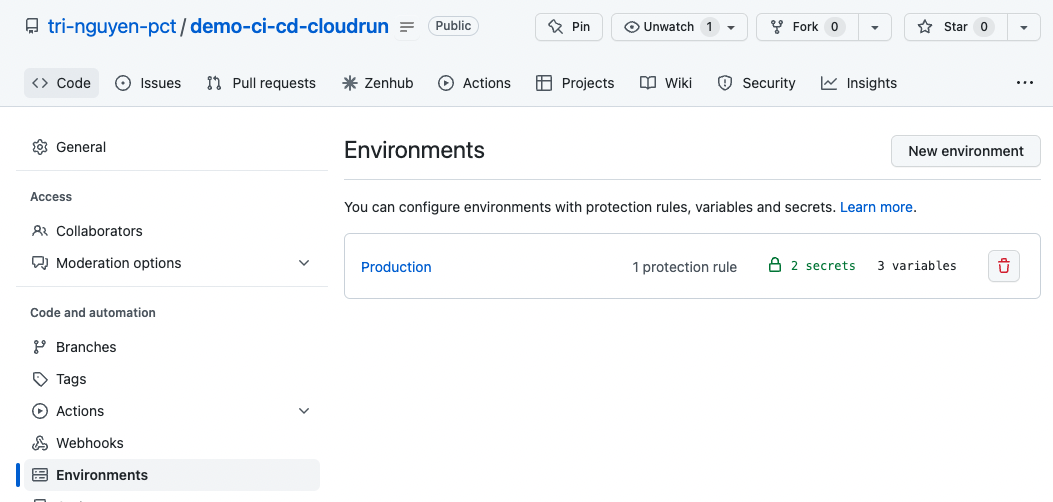 tri-nguyen-pct / demo-ci-cd-cloudrun Public Pin Unwatch 1 Fork 0 Star 0
Code Issues Pull requests Zenhub Actions Projects Wiki Security Insights ...
General
Access
Collaborators
Moderation options
Code and automation
Branches
Tags
Actions
Webhooks
Environments
Environments New environment
You can configure environments with protection rules, variables and secrets. Learn more.
Production 1 protection rule 2 secrets 3 variables